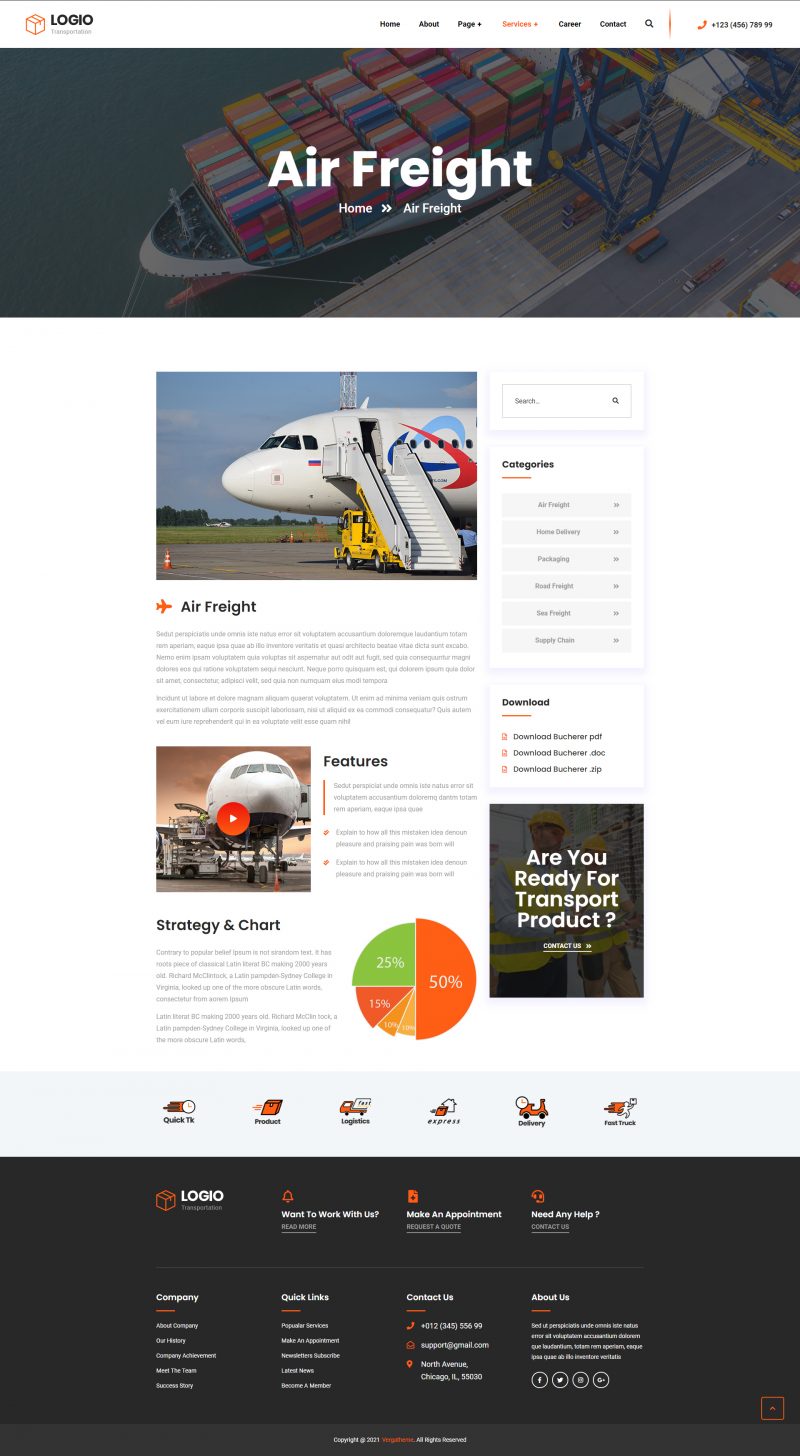 LOGIO
Transportation
Home About Page + Services + Career Contact
+123 (456) 789 99
Air Freight
Home Air Freight
Search...
Categories
Air Freight
Home Delivery
Packaging
Road Freight
Sea Freight
Supply Chain
Air Freight
Sedut perspiciatis unde omnis iste natus error sit voluptatem accusantium doloremque laudantium totam
rem aperiam, eaque ipsa quae ab illo inventore veritatis et quasi architecto beatae vitae dicta sunt excabo.
Nemo enim ipsam voluptatem quia voluptas sit aspernatur aut odit aut fugit, sed quia consequuntur magni
dolores eos qui ratione voluptatem sequi nesciunt. Neque porro quisquam est, qui dolorem ipsum quia dolor
sit amet, consectetur, adipisci velit, sed quia non numquam eius modi tempora
Incidunt ut labore et dolore magnam aliquam quaerat voluptatem. Ut enim ad minima veniam quis ostrum
exercitationem ullam corporis suscipit laboriosam, nisi ut aliquid ex ea commodi consequatur? Quis autem
vel eum iure reprehenderit qui in ea voluptate velit esse quam nihil
Download
Download Bucherer pdf
Download Bucherer .doc
Download Bucherer .zip
Features
Sedut perspiciat unde omnis iste natus error sit
voluptatem accusantium doloremq dantm totam
rem aperiam, eaque ipsa quae
Explain to how all this mistaken idea denoun
pleasure and praising pain was born will
Explain to how all this mistaken idea denoun
pleasure and praising pain was born will
Are You
Ready For
Transport
Product ?
CONTACT US
Strategy & Chart
Contrary to popular belief Ipsum is not sirandom text. It has
roots piece of classical Latin literat BC making 2000 years
old. Richard McClintock, a Latin pampden-Sydney College in
Virginia, looked up one of the more obscure Latin words,
consectetur from aorem Ipsum
Latin literat BC making 2000 years old. Richard McClin tock, a
Latin pampden-Sydney College in Virginia, looked up one of
the more obscure Latin words,
25%
50%
15%
10%
10%
Quick Tk
Product
fast
Logistics
express
Delivery
Fast Truck
LOGIO
Transportation
Want To Work With Us?
READ MORE
Make An Appointment
REQUEST A QUOTE
Need Any Help ?
CONTACT US
Company
About Company
Our History
Company Achievement
Meet The Team
Success Story
Quick Links
Popualar Services
Make An Appointment
Newsletters Subscribe
Latest News
Become A Member
Contact Us
+012 (345) 556 99
support@gmail.com
North Avenue,
Chicago, IL, 55030
About Us
Sed ut perspiciatis unde omnis iste natus
error sit voluptatem accusantium dolorem
que laudantium, totam rem aperiam, eaque
ipsa quae ab illo inventore veritatis
Copyright @ 2021 Vergatheme. All Rights Reserved